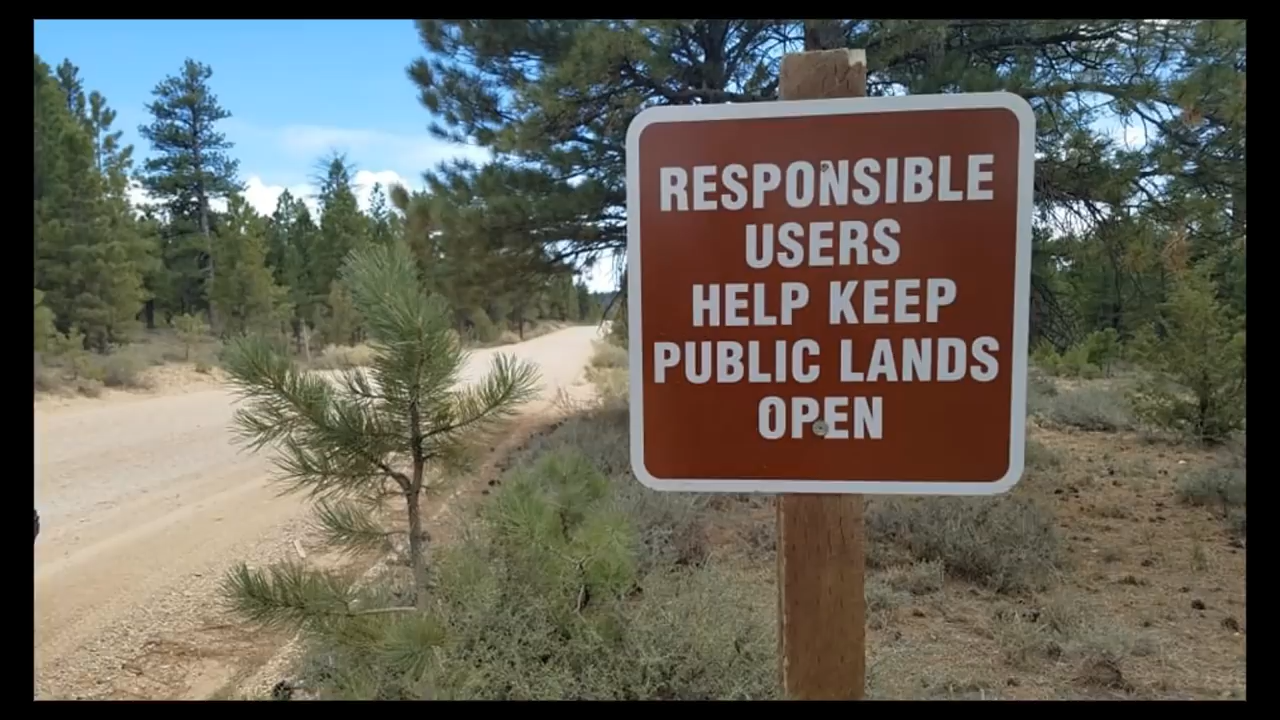 RESPONSIBLE
USERS
HELP KEEP
PUBLIC LANDS
OPEN